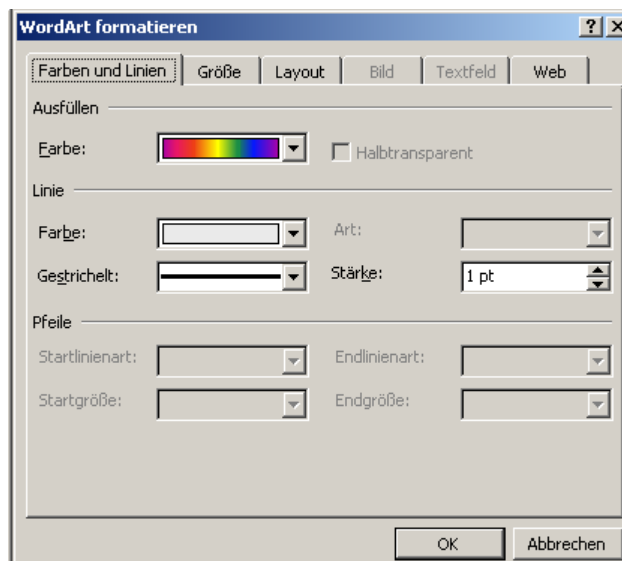 WordArt formatieren
Farben und Linien Größe Layout Bild Textfeld Web
Ausfüllen
Farbe: Halbtransparent
Linie
Farbe: Art:
Gestrichelt: Stärke: 1 pt
Pfeile
Startlinienart: Endlinienart:
Startgröße: Endgröße:
OK Abbrechen